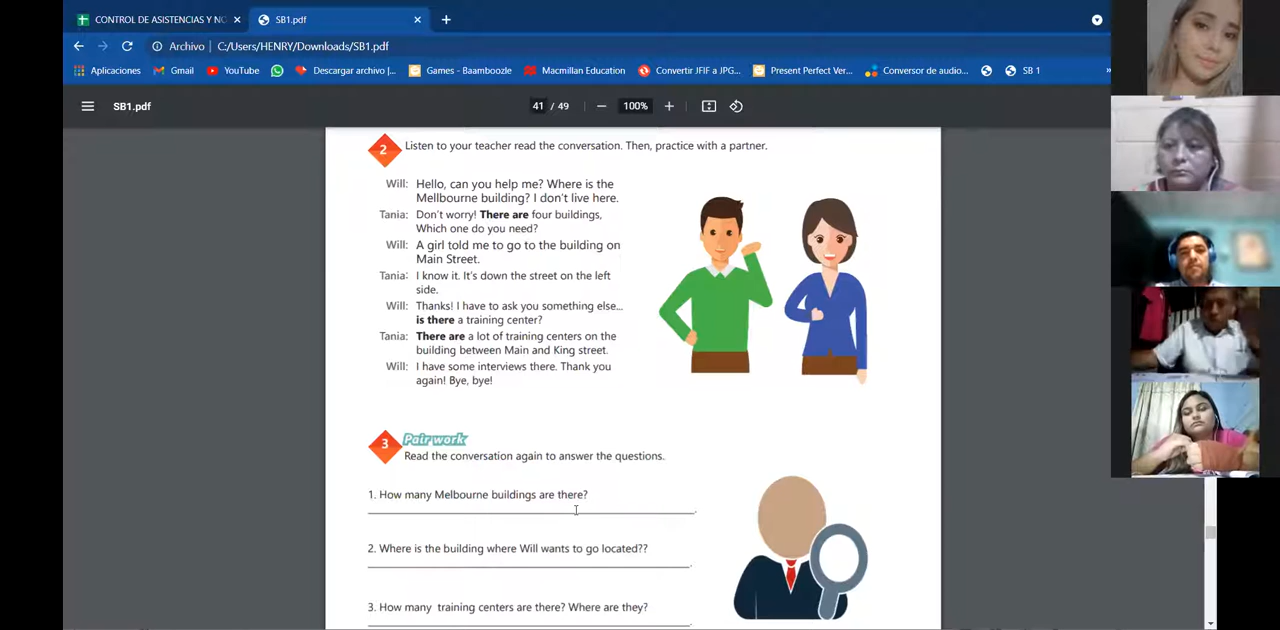 CONTROL DE ASISTENCIAS Y NO
SB1.pdf
Archivo | C:/Users/HENRY/Downloads/SB1.pdf
Aplicaciones Gmail YouTube Descargar archivo |... Games - Baamboozle Macmillan Education Convertir JFIF a JPG... Present Perfect Ver... Conversor de audio... SB 1 »
SB1.pdf 41 / 49 100%
2 Listen to your teacher read the conversation. Then, practice with a partner.
Will: Hello, can you help me? Where is the
Mellbourne building? I don't live here.
Tania: Don't worry! There are four buildings,
Which one do you need?
Will: A girl told me to go to the building on
Main Street.
Tania: I know it. It's down the street on the left
side.
Will: Thanks! I have to ask you something else...
is there a training center?
Tania: There are a lot of training centers on the
building between Main and King street.
Will: I have some interviews there. Thank you
again! Bye, bye!
3 Pair work
Read the conversation again to answer the questions.
1. How many Melbourne buildings are there?
2. Where is the building where Will wants to go located??
3. How many training centers are there? Where are they?